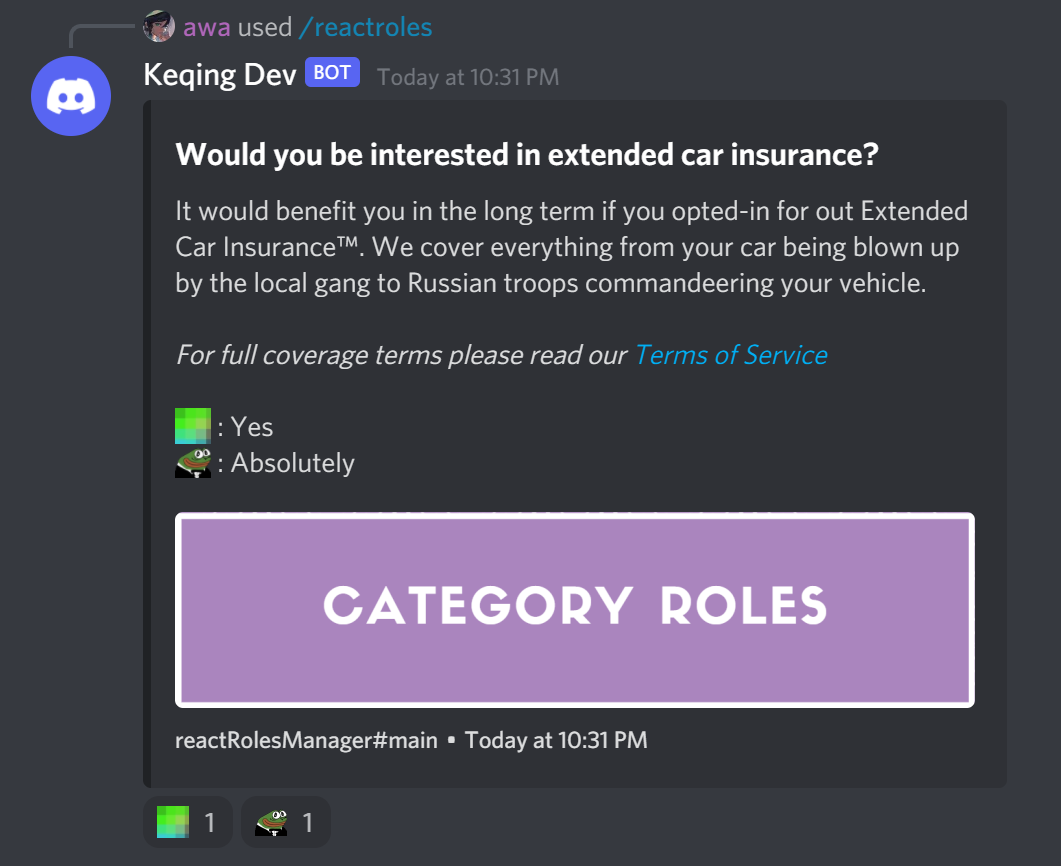 awa used /reactroles
Keqing Dev BOT Today at 10:31 PM
Would you be interested in extended car insurance?
It would benefit you in the long term if you opted-in for out Extended
Car Insurance™. We cover everything from your car being blown up
by the local gang to Russian troops commandeering your vehicle.
For full coverage terms please read our Terms of Service
: Yes
: Absolutely
CATEGORY ROLES
reactRolesManager#main • Today at 10:31 PM
1 1